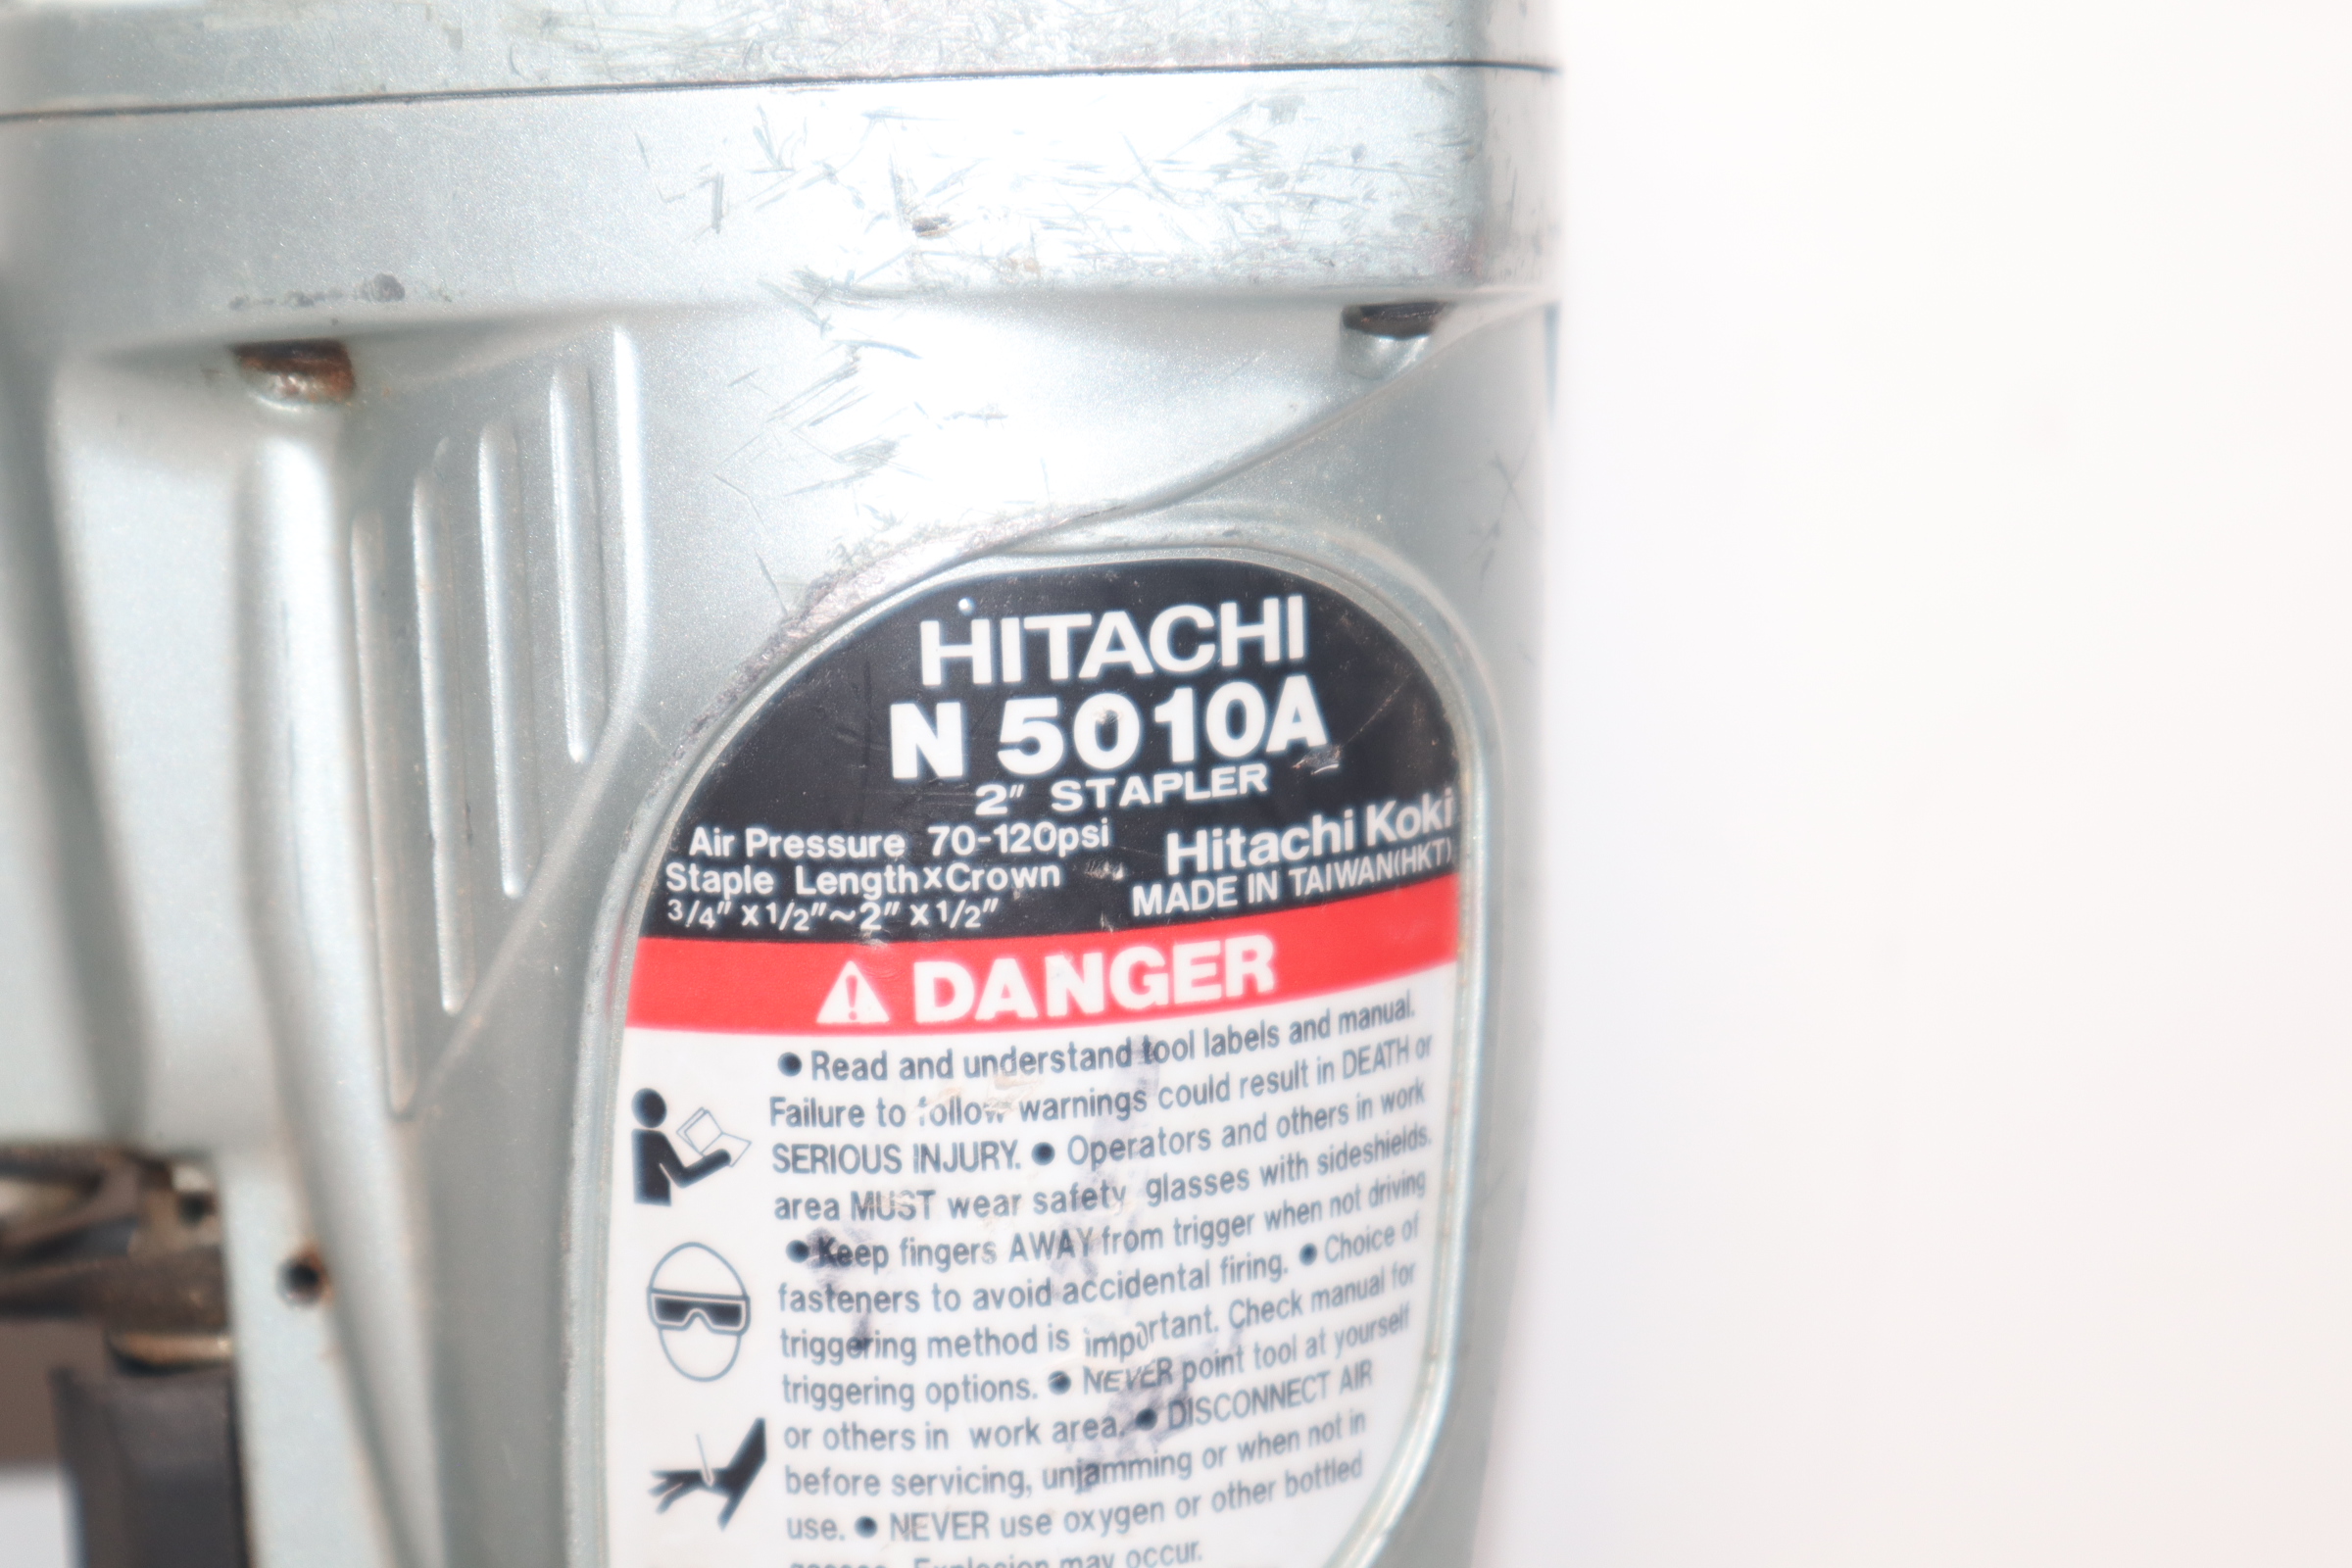 HITACHI
N 5010A
2" STAPLER
Air Pressure 70-120psi
Staple Length x Crown
3/4" x 1/2" ~ 2" x 1/2"
Hitachi Koki
MADE IN TAIWAN(HKT)
DANGER
● Read and understand tool labels and manual.
Failure to follow warnings could result in DEATH or
SERIOUS INJURY. ● Operators and others in work
area MUST wear safety glasses with sideshields.
● Keep fingers AWAY from trigger when not driving
fasteners to avoid accidental firing. ● Choice of
triggering method is important. Check manual for
triggering options. ● NEVER point tool at yourself
or others in work area. ● DISCONNECT AIR
before servicing, unjamming or when not in
use. ● NEVER use oxygen or other bottled
Explosion may occur.